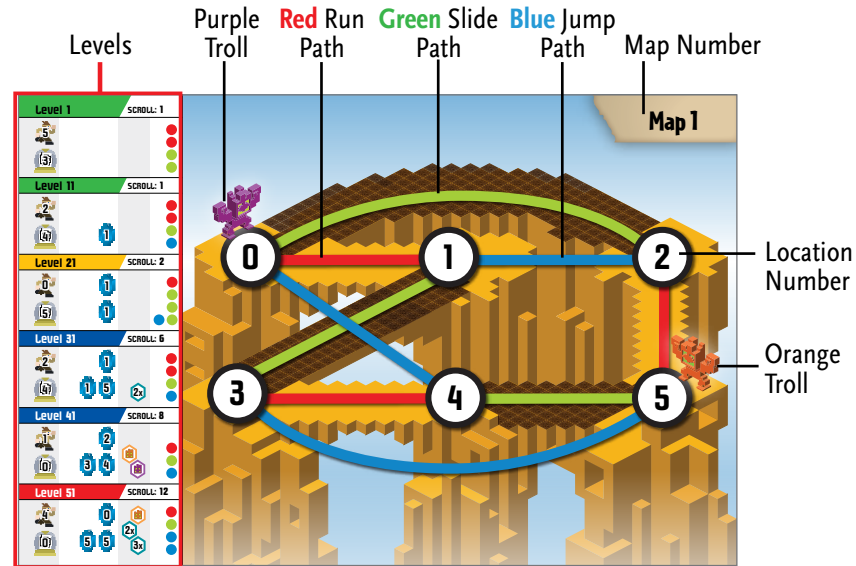 Levels
Purple
Troll
Red Run
Path
Green Slide
Path
Blue Jump
Path
Map Number
Map 1
Level 1 SCROLL: 1
5
(3)
Level 11 SCROLL: 1
2
(4) 1
Level 21 SCROLL: 2
0 1
(5) 1
Level 31 SCROLL: 6
2 1
(4) 1 5 2x
Level 41 SCROLL: 8
1 2
(0) 3 4
Level 51 SCROLL: 12
4 0
(0) 5 5 2x 3x
0 1 2
3 4 5
Location
Number
Orange
Troll